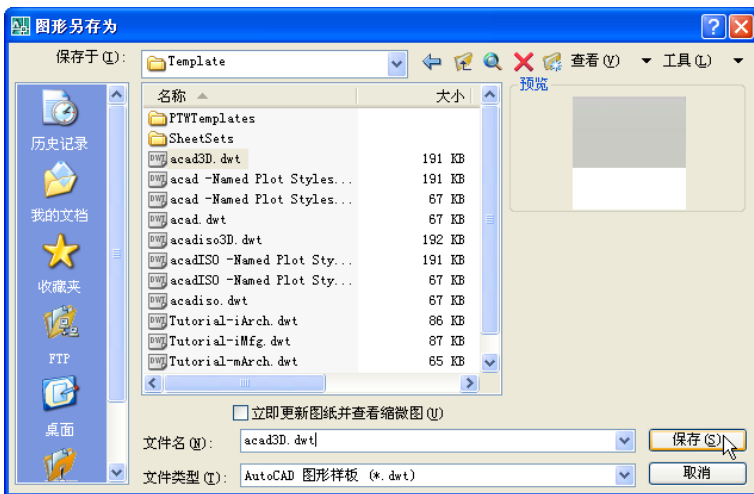 图形另存为
保存于(I): Template 查看(V) 工具(L)
名称 大小 预览
PTWTemplates
SheetSets
acad3D.dwt 191 KB
acad -Named Plot Styles... 191 KB
acad -Named Plot Styles... 67 KB
acad.dwt 67 KB
acadiso3D.dwt 192 KB
acadISO -Named Plot Sty... 191 KB
acadISO -Named Plot Sty... 67 KB
acadiso.dwt 67 KB
Tutorial-iArch.dwt 86 KB
Tutorial-iMfg.dwt 87 KB
Tutorial-mArch.dwt 65 KB
历史记录
我的文档
收藏夹
FTP
桌面
立即更新图纸并查看缩微图(U)
文件名(N): acad3D.dwt 保存(S)
文件类型(T): AutoCAD 图形样板 (*.dwt) 取消